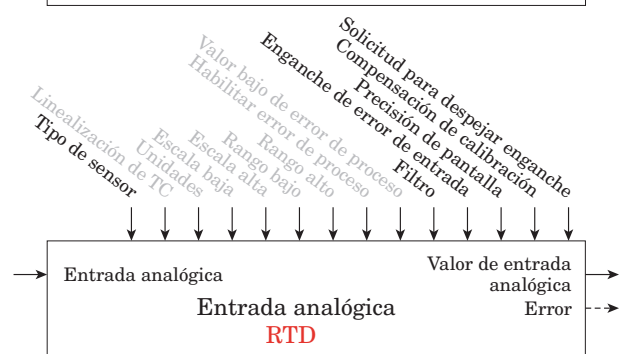 Tipo de sensor
Linealización de TC
Unidades
Escala baja
Escala alta
Rango bajo
Rango alto
Habilitar error de proceso
Valor bajo de error de proceso
Filtro
Enganche de error de entrada
Precisión de pantalla
Compensación de calibración
Solicitud para despejar enganche
Entrada analógica
Valor de entrada
analógica
Error
Entrada analógica
RTD